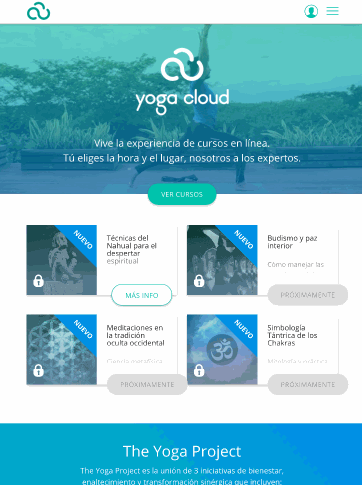 yoga cloud
Vive la experiencia de cursos en línea.
Tú eliges la hora y el lugar, nosotros a los expertos.
VER CURSOS
NUEVO
Técnicas del
Nahual para el
despertar
espiritual
MÁS INFO
NUEVO
Budismo y paz
interior
Cómo manejar las
PRÓXIMAMENTE
NUEVO
Meditaciones en
la tradición
oculta occidental
Ciencia metafísica
PRÓXIMAMENTE
NUEVO
Simbología
Tántrica de los
Chakras
PRÓXIMAMENTE
The Yoga Project
The Yoga Project es la unión de 3 iniciativas de bienestar,
enaltecimiento y transformación sinérgica que incluyen: